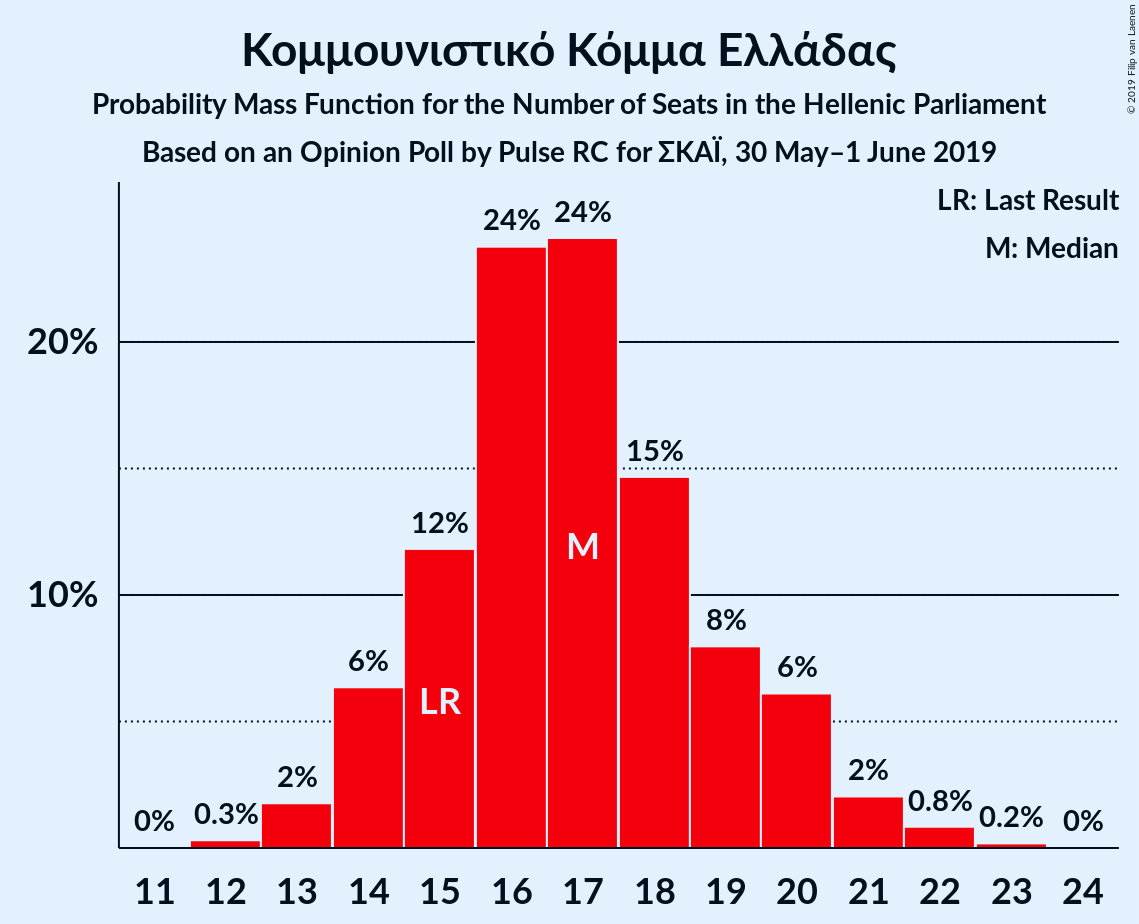 Κομμουνιστικό Κόμμα Ελλάδας
Probability Mass Function for the Number of Seats in the Hellenic Parliament
Based on an Opinion Poll by Pulse RC for ΣΚΑΪ, 30 May–1 June 2019
© 2019 Filip van Laenen
LR: Last Result
M: Median
24% 24%
20%
15%
12%
M
10%
8%
6% 6%
LR
2% 2%
0% 0.3% 0.8% 0.2% 0%
11 12 13 14 15 16 17 18 19 20 21 22 23 24